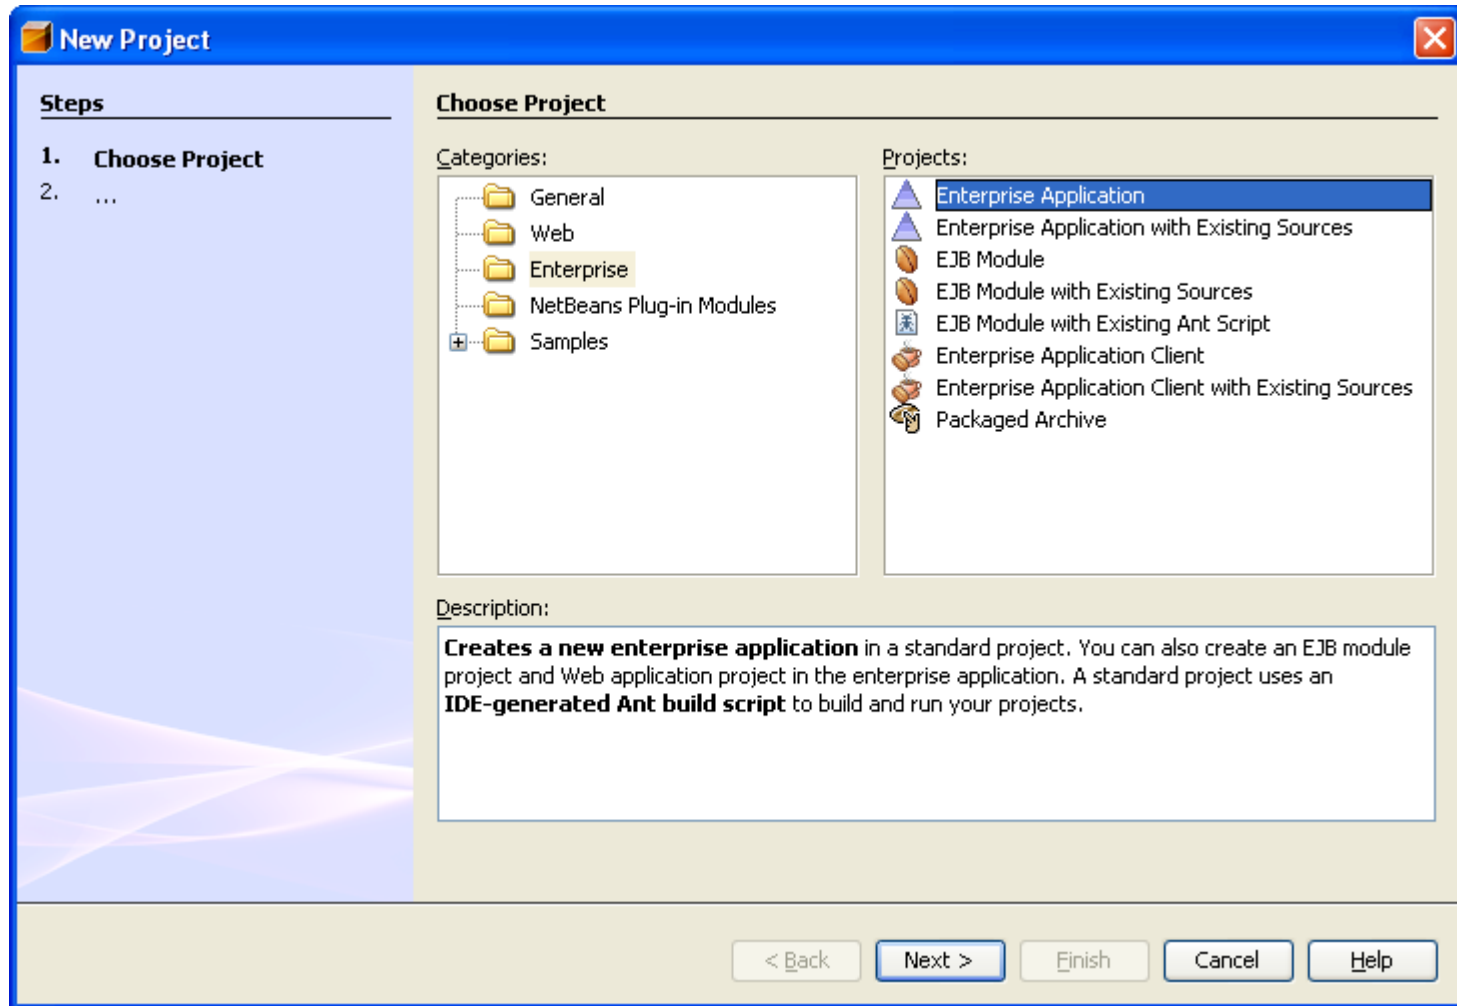 New Project
Steps
1. Choose Project
2. ...
Choose Project
Categories:
General
Web
Enterprise
NetBeans Plug-in Modules
Samples
Projects:
Enterprise Application
Enterprise Application with Existing Sources
EJB Module
EJB Module with Existing Sources
EJB Module with Existing Ant Script
Enterprise Application Client
Enterprise Application Client with Existing Sources
Packaged Archive
Description:
Creates a new enterprise application in a standard project. You can also create an EJB module
project and Web application project in the enterprise application. A standard project uses an
IDE-generated Ant build script to build and run your projects.
< Back
Next >
Finish
Cancel
Help